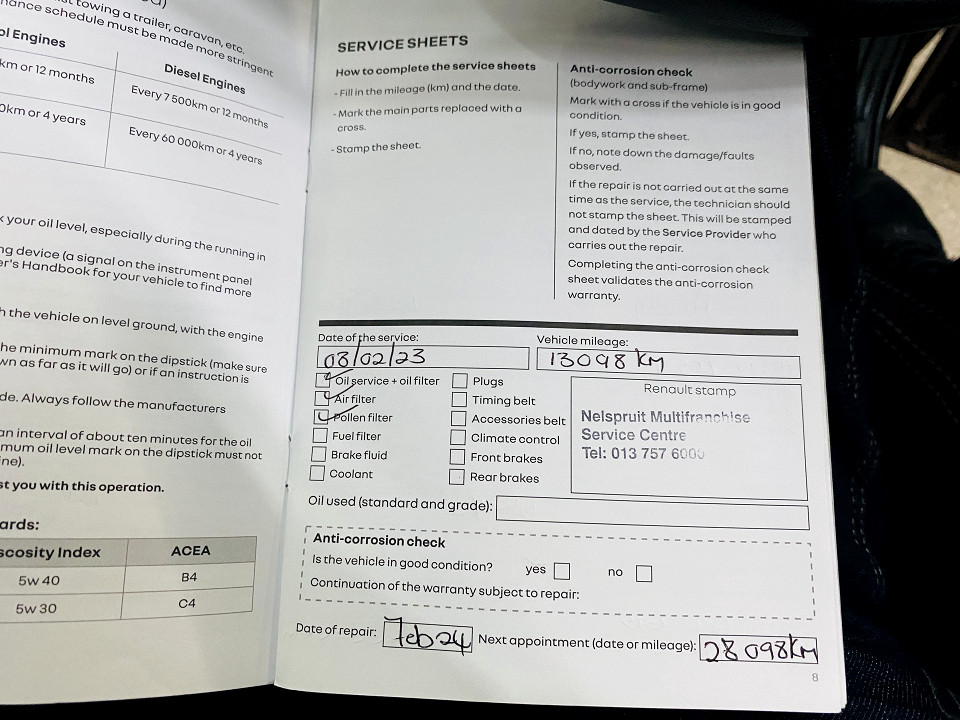 towing a trailer, caravan, etc.
nance schedule must be made more stringent
ol Engines
Diesel Engines
km or 12 months
Every 7 500km or 12 months
0km or 4 years
Every 60 000km or 4 years
k your oil level, especially during the running in
ng device (a signal on the instrument panel
er's Handbook for your vehicle to find more
h the vehicle on level ground, with the engine
he minimum mark on the dipstick (make sure
wn as far as it will go) or if an instruction is
de. Always follow the manufacturers
an interval of about ten minutes for the oil
mum oil level mark on the dipstick must not
ine).
st you with this operation.
ards:
scosity Index
ACEA
5w 40
B4
5w 30
C4
SERVICE SHEETS
How to complete the service sheets
- Fill in the mileage (km) and the date.
- Mark the main parts replaced with a
cross.
- Stamp the sheet.
Anti-corrosion check
(bodywork and sub-frame)
Mark with a cross if the vehicle is in good
condition.
If yes, stamp the sheet.
If no, note down the damage/faults
observed.
If the repair is not carried out at the same
time as the service, the technician should
not stamp the sheet. This will be stamped
and dated by the Service Provider who
carries out the repair.
Completing the anti-corrosion check
sheet validates the anti-corrosion
warranty.
Date of the service:
Vehicle mileage:
08/02/23
13098 km
Oil service + oil filter
Plugs
Renault stamp
Air filter
Timing belt
Pollen filter
Accessories belt
Nelspruit Multifranchise
Fuel filter
Climate control
Service Centre
Brake fluid
Front brakes
Tel: 013 757 6000
Coolant
Rear brakes
Oil used (standard and grade):
Anti-corrosion check
Is the vehicle in good condition?
yes
no
Continuation of the warranty subject to repair:
Date of repair:
Feb 24
Next appointment (date or mileage):
28 098km
8